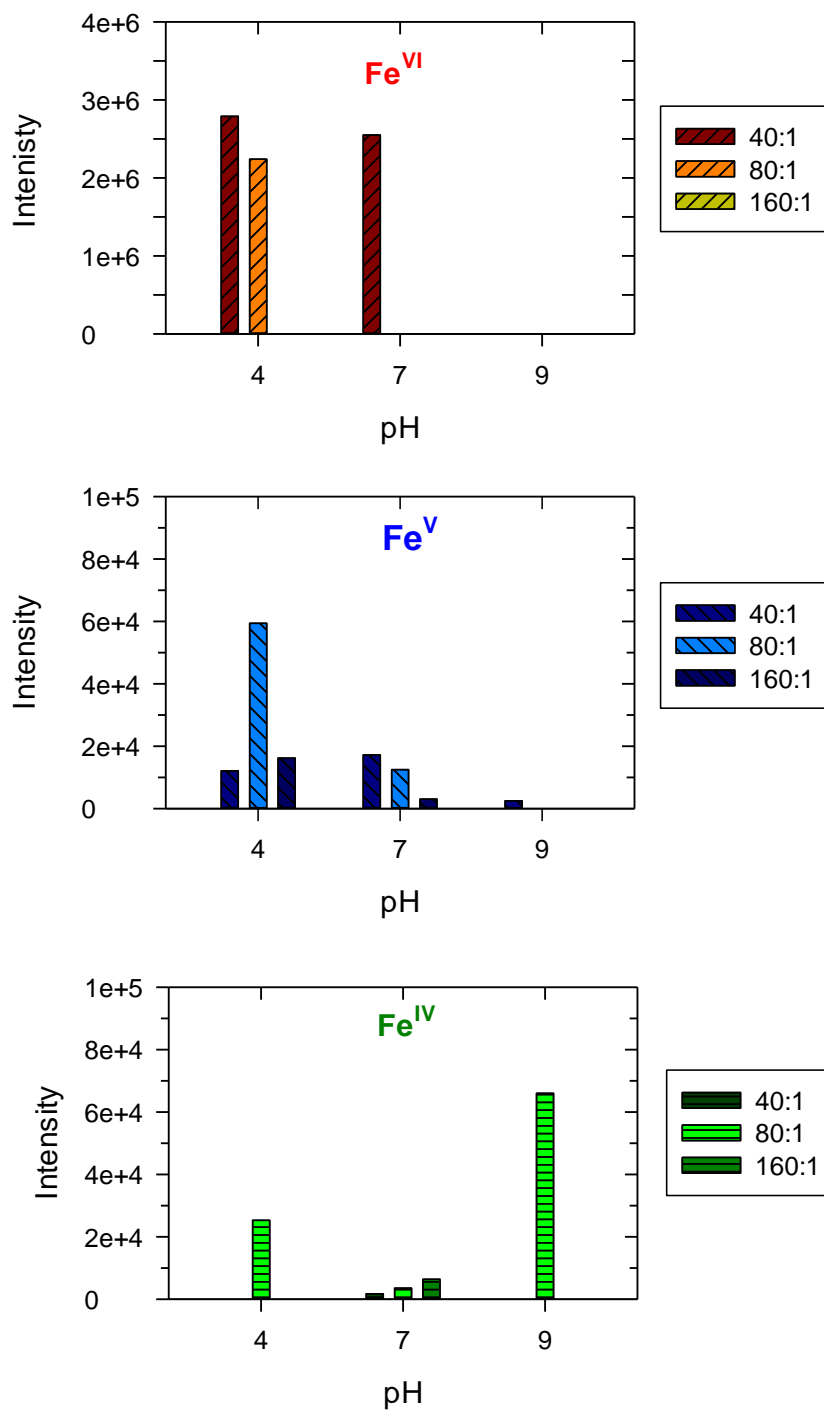 4e+6
Fe^VI
3e+6
2e+6
1e+6
0
Intenisty
4 7 9
pH
40:1
80:1
160:1
1e+5
Fe^V
8e+4
6e+4
4e+4
2e+4
0
Intensity
4 7 9
pH
40:1
80:1
160:1
1e+5
Fe^IV
8e+4
6e+4
4e+4
2e+4
0
Intensity
4 7 9
pH
40:1
80:1
160:1